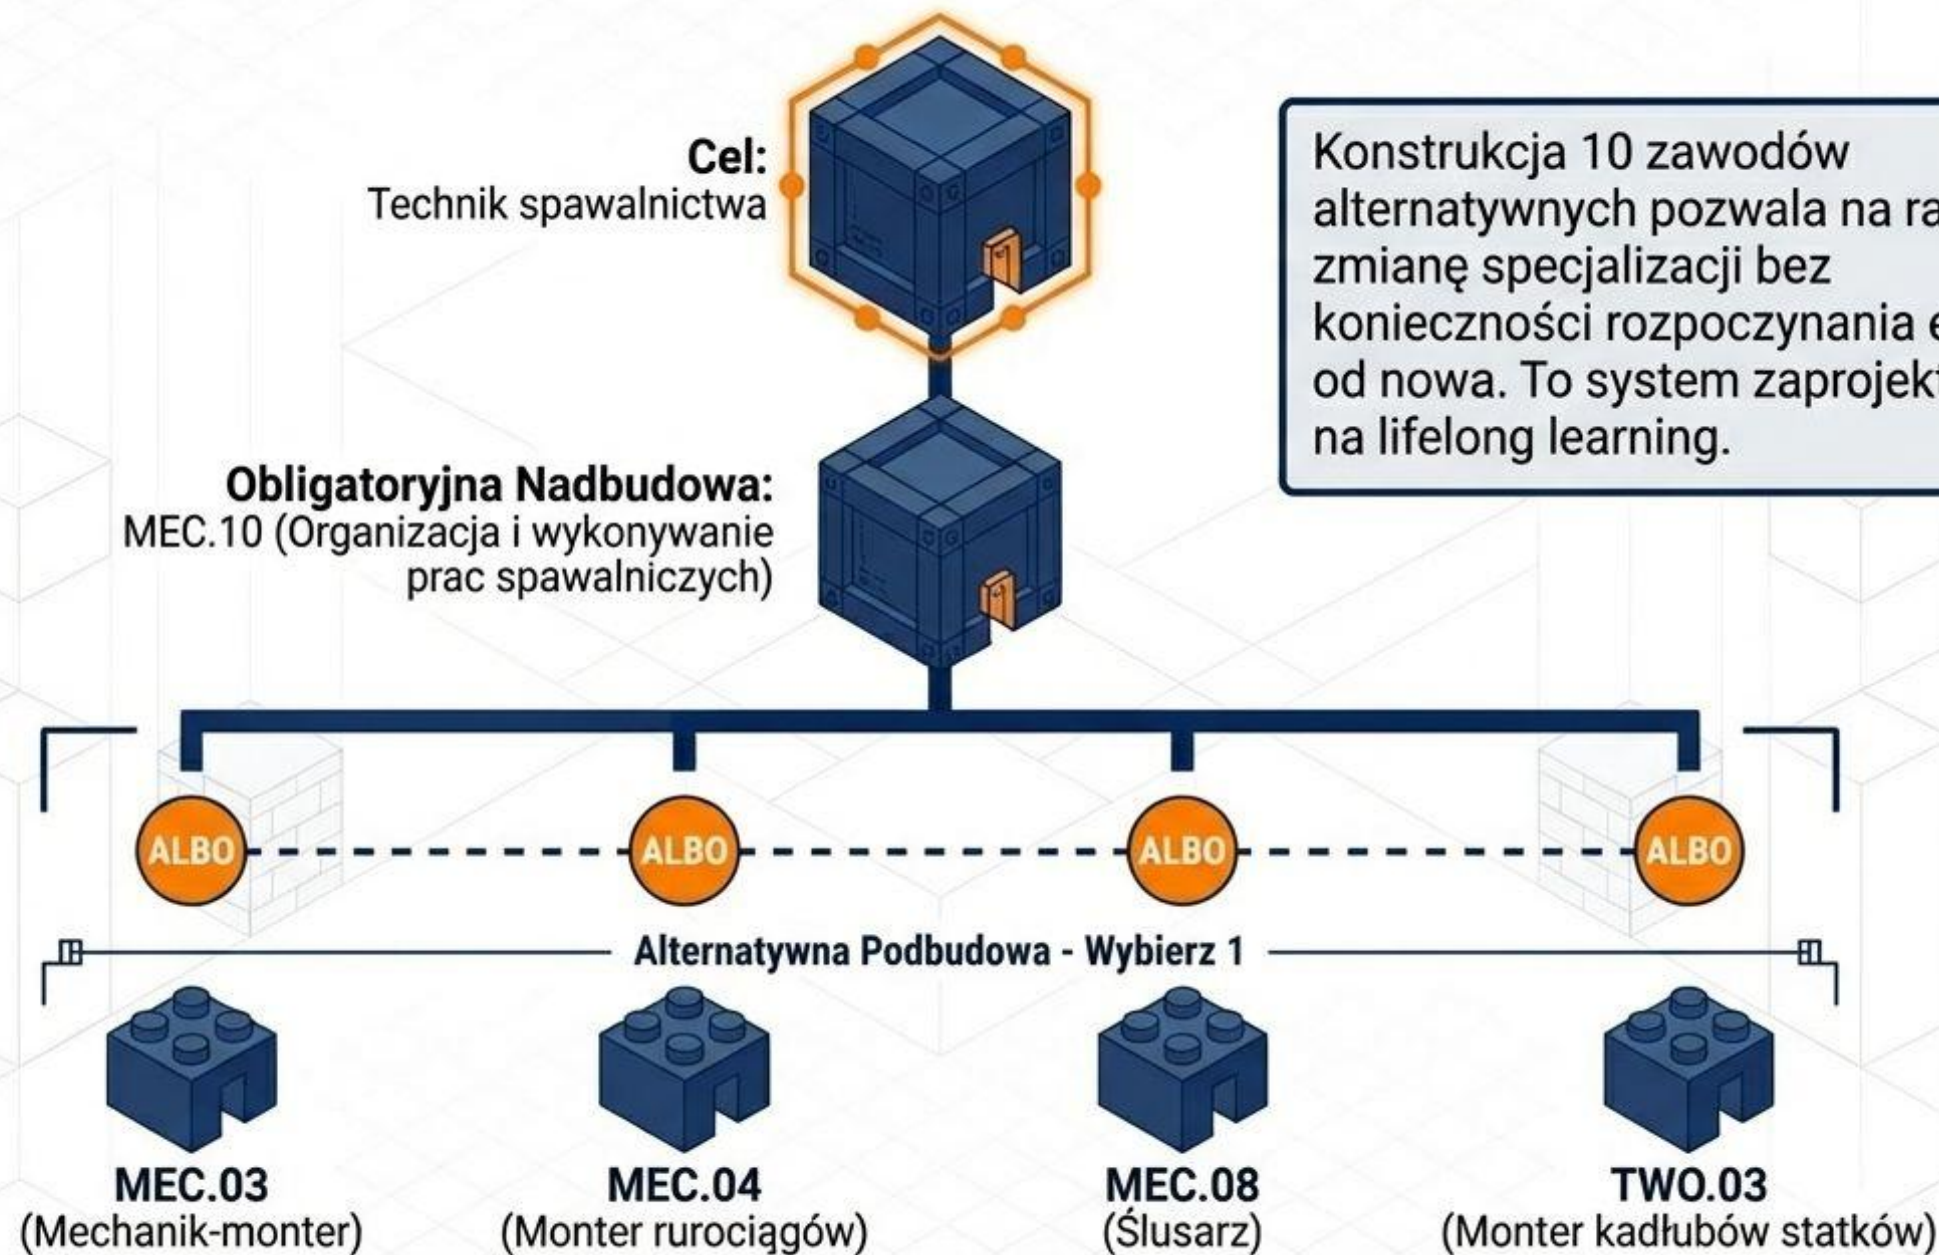 Cel:
Technik spawalnictwa
Konstrukcja 10 zawodów
alternatywnych pozwala na
zmianę specjalizacji bez
konieczności rozpoczynania
od nowa. To system
na lifelong learning.
Obligatoryjna Nadbudowa:
MEC.10 (Organizacja i wykonywanie
prac spawalniczych)
ALBO ALBO ALBO ALBO
Alternatywna Podbudowa - Wybierz 1
MEC.03 MEC.04 MEC.08 TWO.03
(Mechanik-monter) (Monter rurociągów) (Ślusarz) (Monter kadłubów statków)